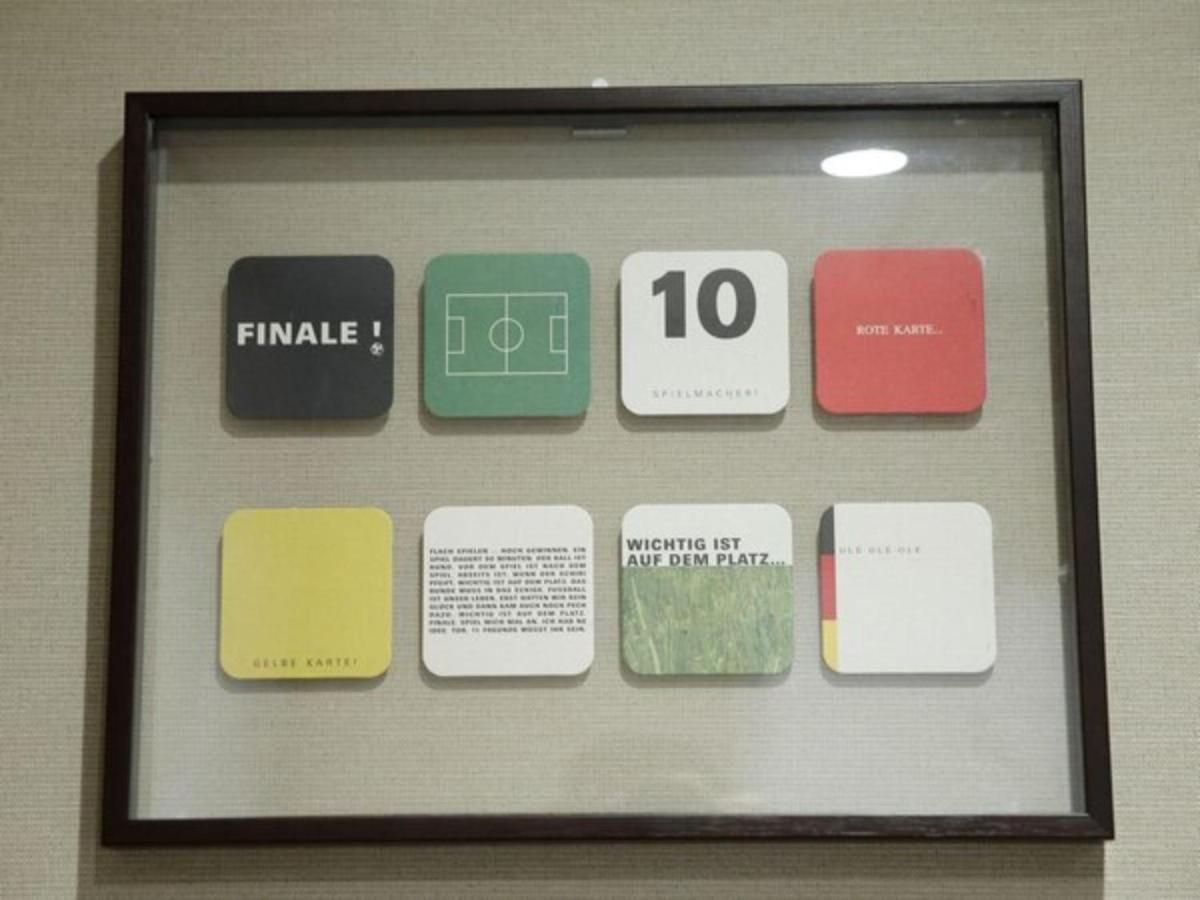 FINALE !
10
SPIELMACHER!
ROTE KARTE...
GELBE KARTE!
FLACH SPIELEN .. HOCH GEWINNEN. EIN
SPIEL DAUERT 90 MINUTEN. DER BALL IST
RUND. VOR DEM SPIEL IST NACH DEM
SPIEL. ABSEITS IST, WENN DER SCHIRI
PFEIFT. WICHTIG IST AUF DEM PLATZ. DAS
RUNDE MUSS IN DAS ECKIGE. FUSSBALL
IST UNSER LEBEN. ERST HATTEN WIR KEIN
GLÜCK UND DANN KAM AUCH NOCH PECH
DAZU. WICHTIG IST AUF DEM PLATZ.
FINALE. SPIEL MICH MAL AN. ICH HAB NE
IDEE. TOR. 11 FREUNDE MÜSST IHR SEIN.
WICHTIG IST
AUF DEM PLATZ...
OLE OLE OLE